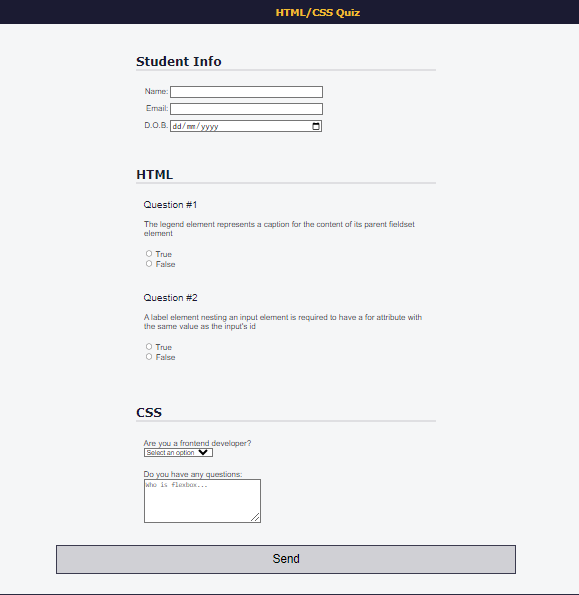 HTML/CSS Quiz
Student Info
Name:
Email:
D.O.B.
dd/mm/yyyy
HTML
Question #1
The legend element represents a caption for the content of its parent fieldset
element
True
False
Question #2
A label element nesting an input element is required to have a for attribute with
the same value as the input's id
True
False
CSS
Are you a frontend developer?
Select an option
Do you have any questions:
Who is flexbox...
Send